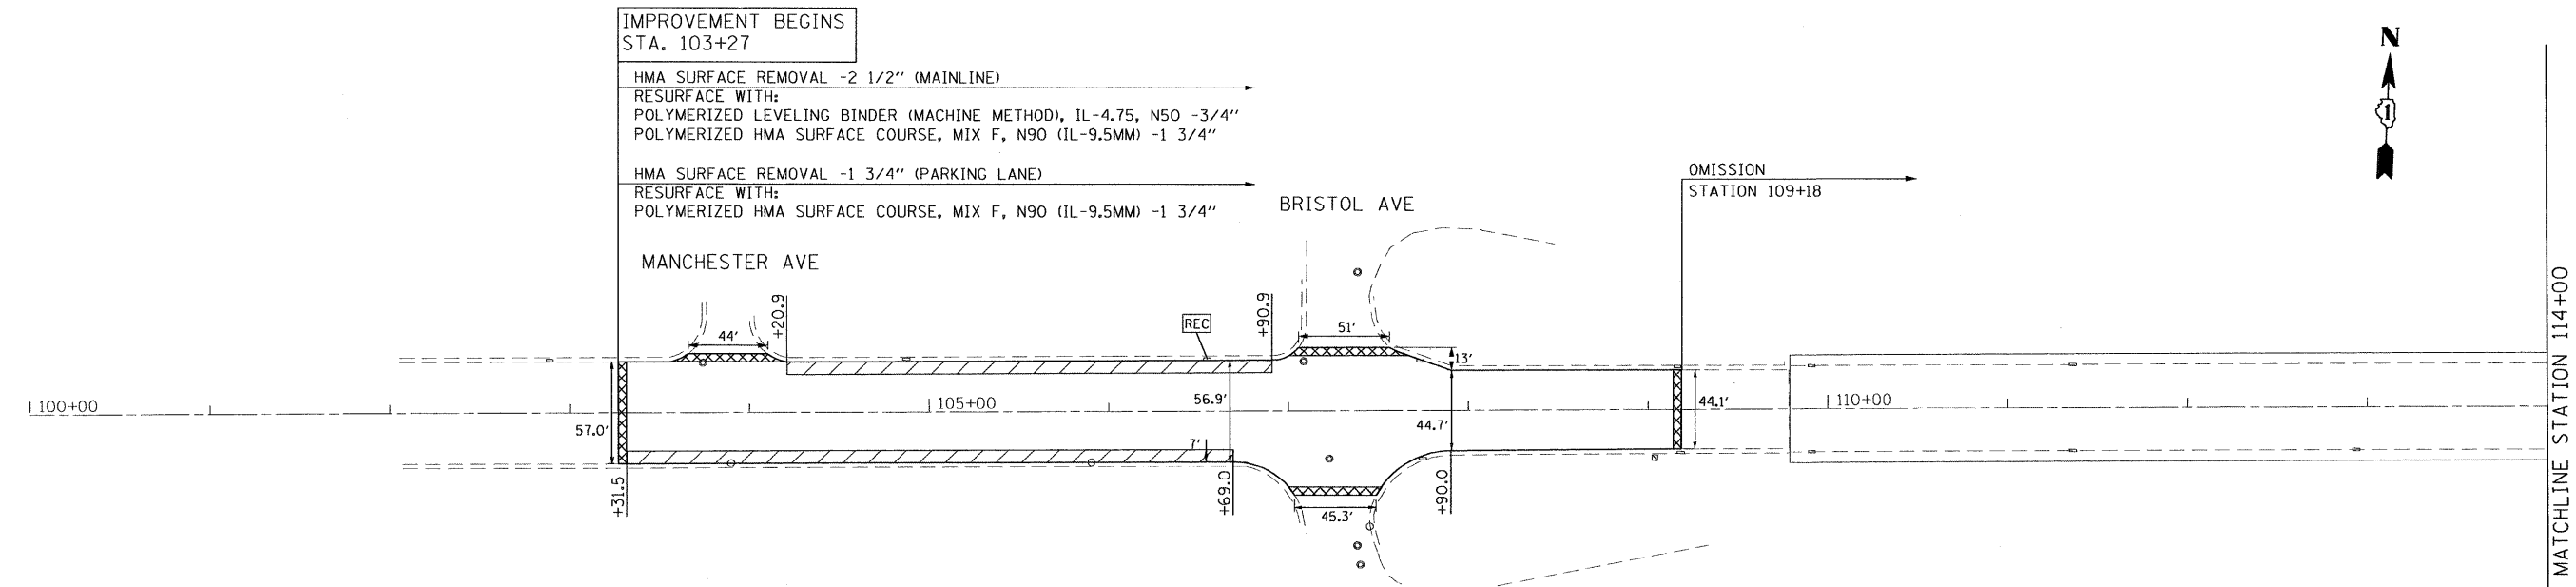 IMPROVEMENT BEGINS
STA. 103+27
HMA SURFACE REMOVAL -2 1/2" (MAINLINE)
RESURFACE WITH:
POLYMERIZED LEVELING BINDER (MACHINE METHOD), IL-4.75, N50 -3/4"
POLYMERIZED HMA SURFACE COURSE, MIX F, N90 (IL-9.5MM) -1 3/4"
HMA SURFACE REMOVAL -1 3/4" (PARKING LANE)
RESURFACE WITH:
POLYMERIZED HMA SURFACE COURSE, MIX F, N90 (IL-9.5MM) -1 3/4"
N
1
OMISSION
STATION 109+18
BRISTOL AVE
MANCHESTER AVE
+20.9
+90.9
REC
44'
51'
13'
100+00
105+00
110+00
57.0'
56.9'
44.7'
44.1'
7'
+31.5
+69.0
+90.0
45.3'
MATCHLINE STATION 114+00